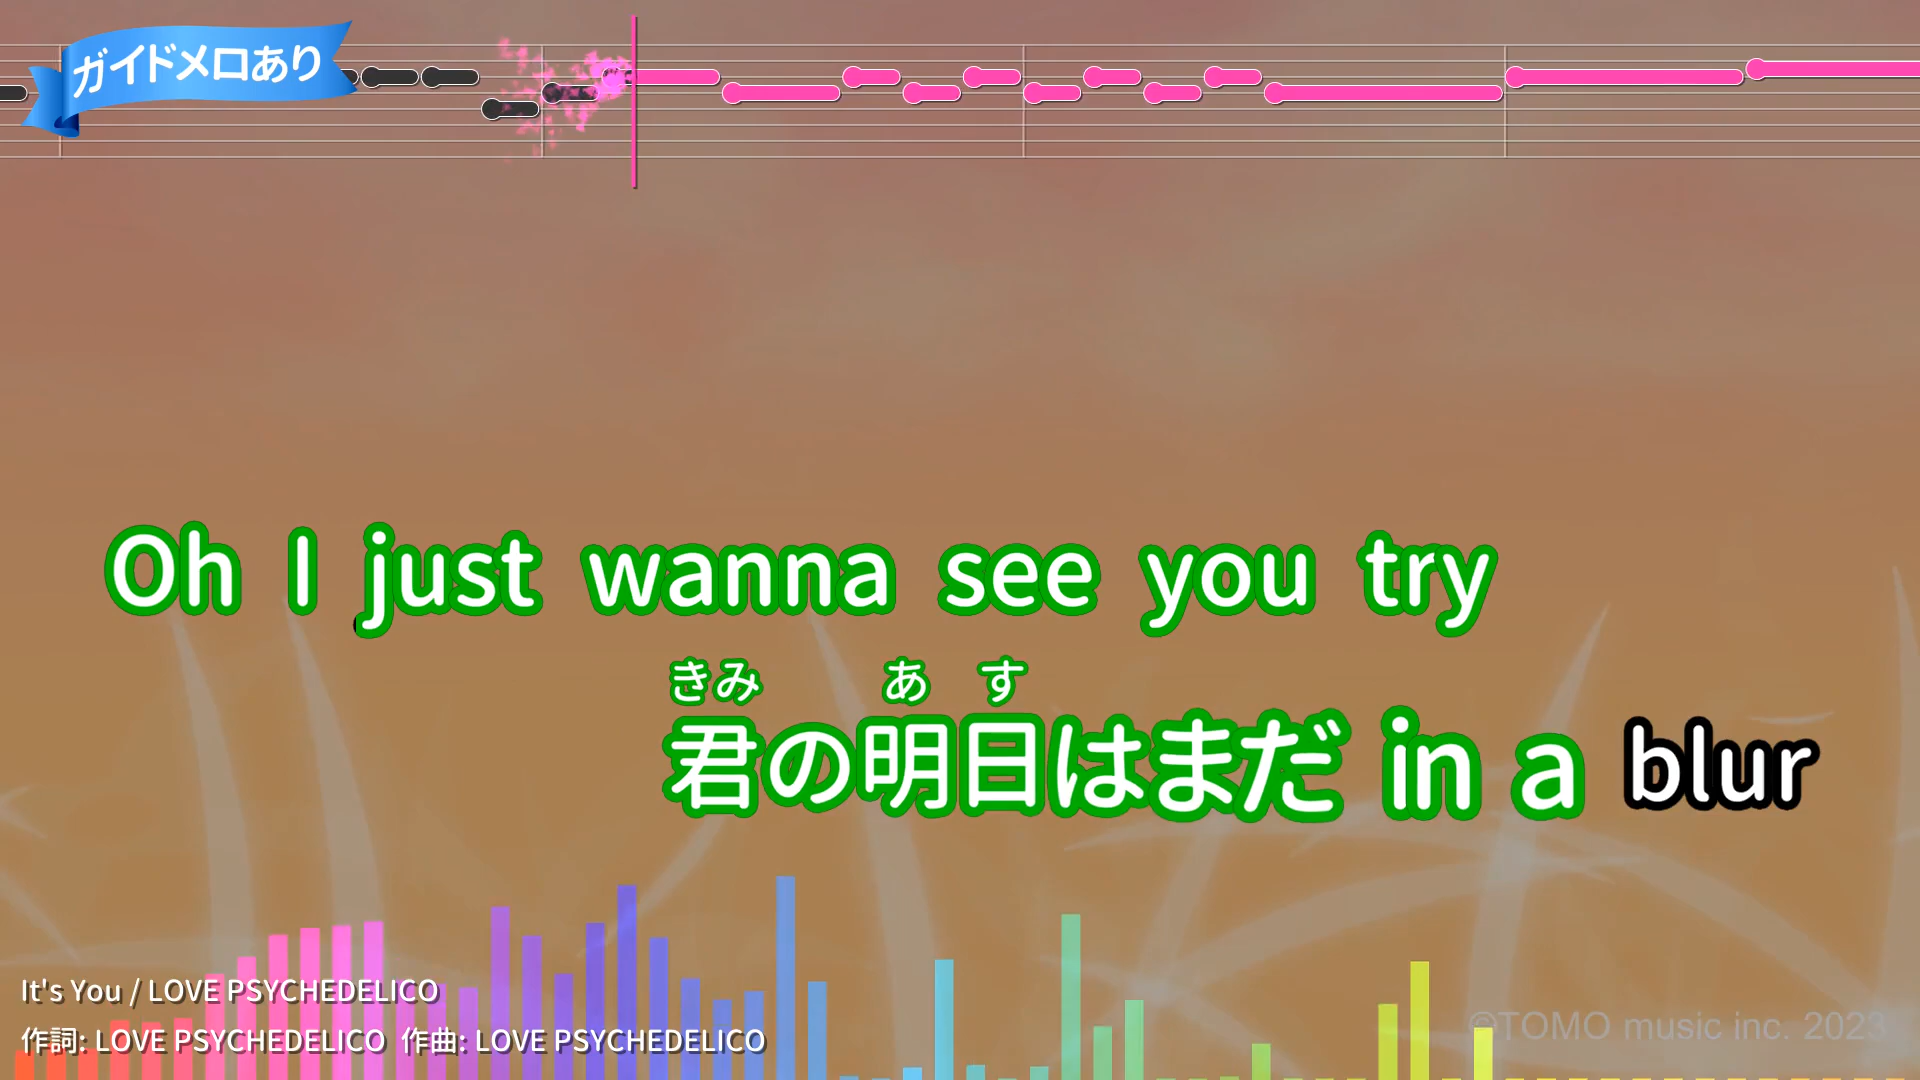 ガイドメロあり
Oh I just wanna see you try
きみ あす
君の明日はまだ in a blur
It's You / LOVE PSYCHEDELICO
作詞: LOVE PSYCHEDELICO 作曲: LOVE PSYCHEDELICO
©TOMO music inc. 2023